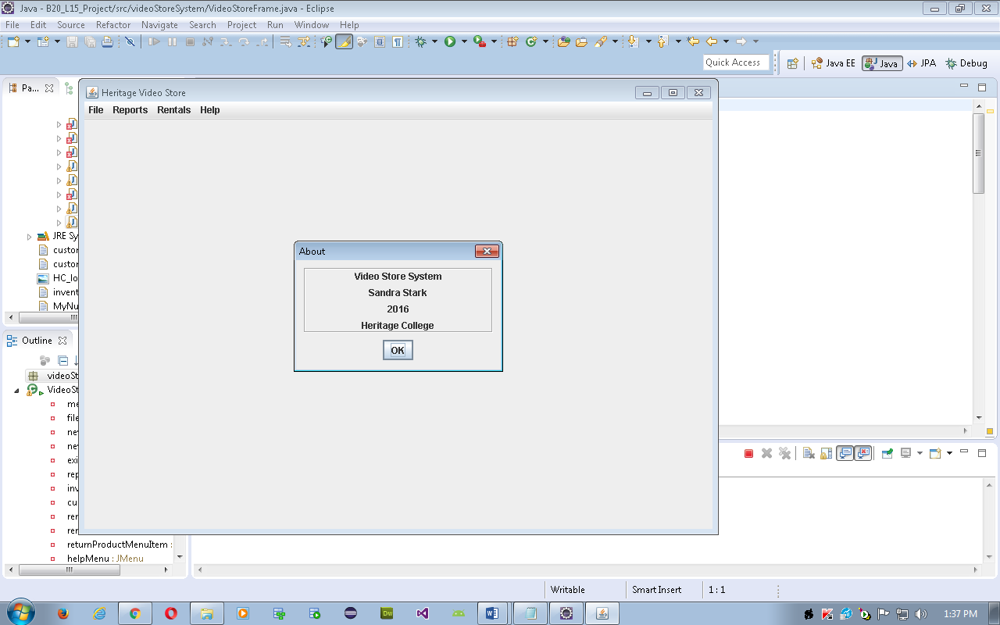 Java - B20_L15_Project/src/videoStoreSystem/VideoStoreFrame.java - Eclipse
File Edit Source Refactor Navigate Search Project Run Window Help
Quick Access
Java EE Java JPA Debug
Pa...
Heritage Video Store
File Reports Rentals Help
JRE Sy
custor
custor
HC_lo
invent
MyNu
About
Video Store System
Sandra Stark
2016
Heritage College
OK
Outline
videoSt
VideoSt
me
file
nev
nev
exi
rep
inv
cu
rer
rer
returnProductMenuItem :
helpMenu : JMenu
Writable Smart Insert 1 : 1
Dw
1:37 PM